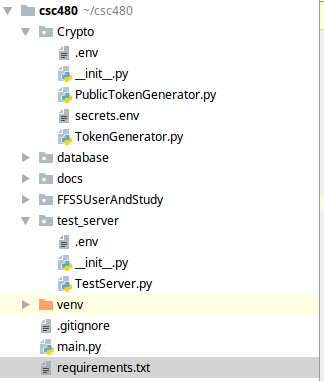 csc480 ~/csc480
Crypto
.env
__init__.py
PublicTokenGenerator.py
secrets.env
TokenGenerator.py
database
docs
FFSSUserAndStudy
test_server
.env
__init__.py
TestServer.py
venv
.gitignore
main.py
requirements.txt